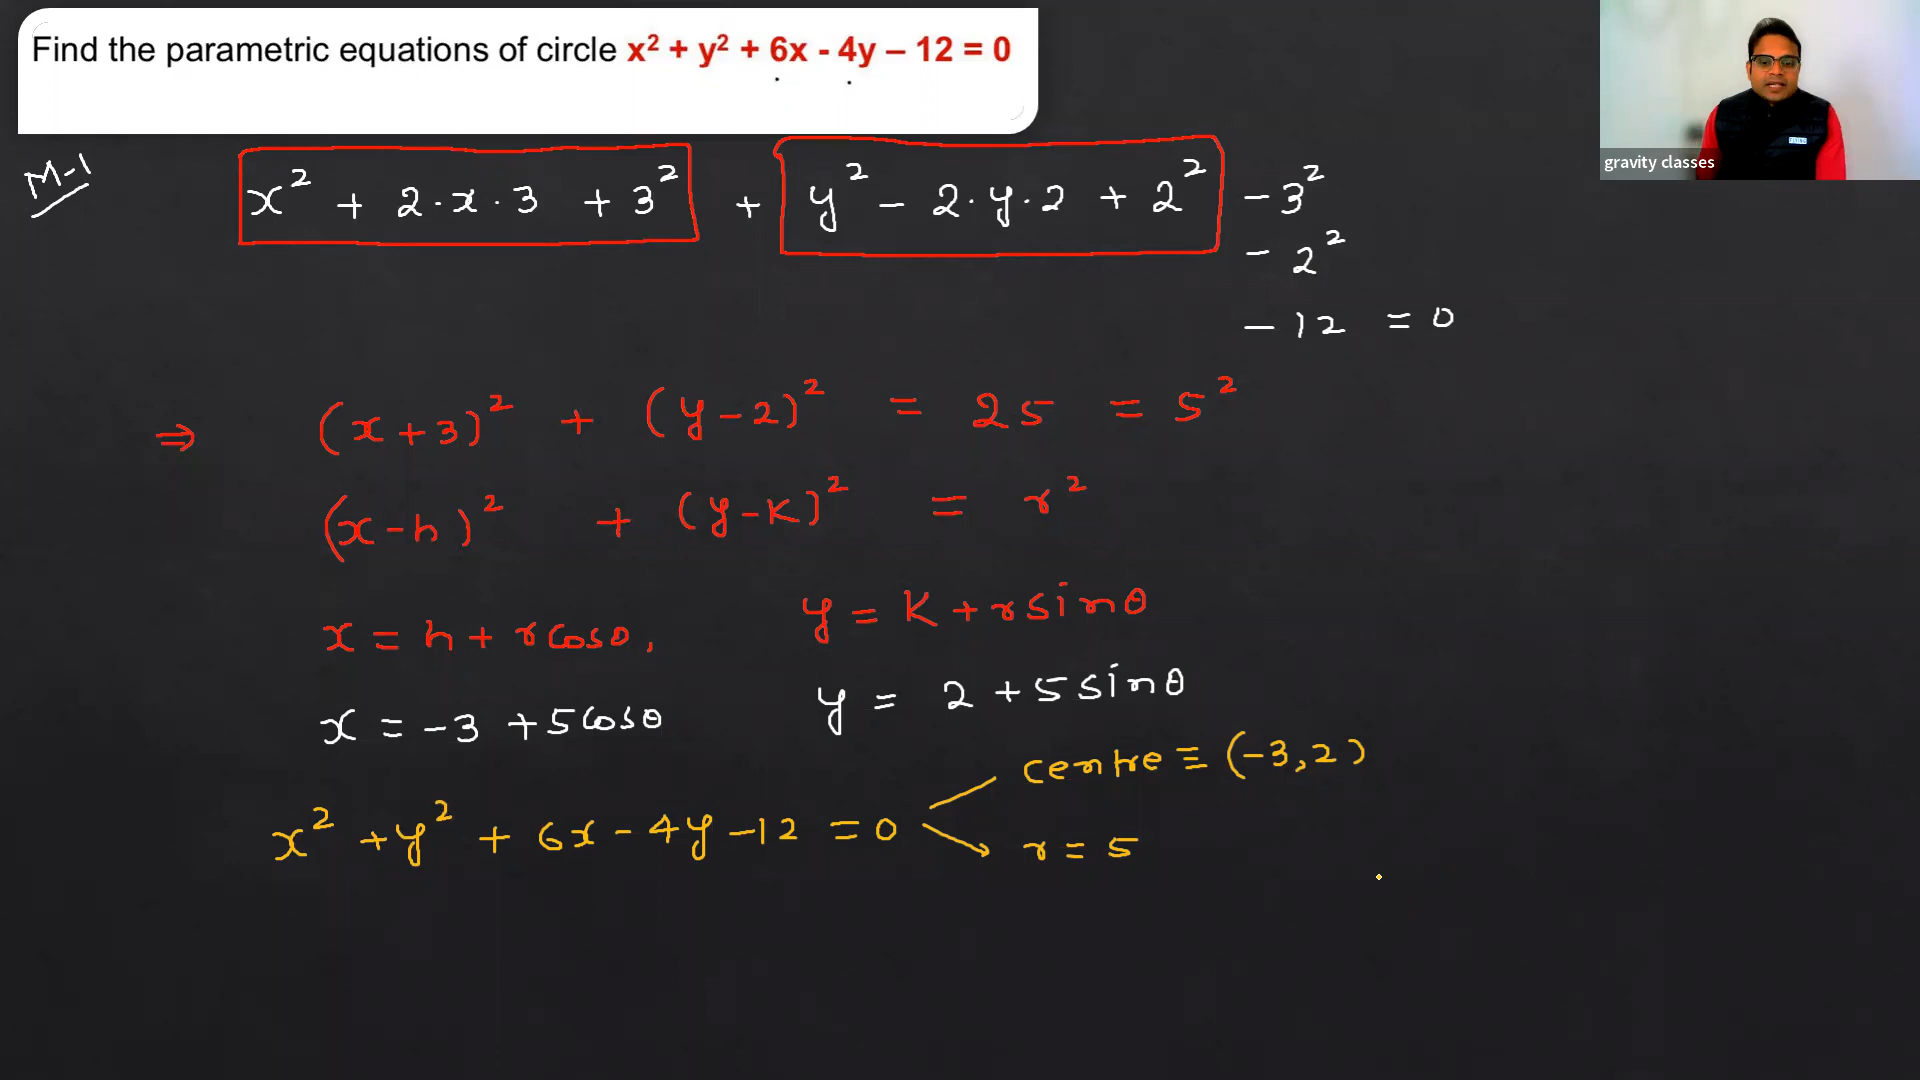 Find the parametric equations of circle x² + y² + 6x - 4y – 12 = 0
gravity classes
M-1
x² + 2·x·3 + 3² + y² - 2·y·2 + 2² - 3²
- 2²
- 12 = 0
⇒ (x+3)² + (y-2)² = 25 = 5²
(x-h)² + (y-k)² = r²
x = h + r cosθ, y = k + r sinθ
x = -3 + 5 cosθ y = 2 + 5 sinθ
x² + y² + 6x - 4y - 12 = 0
centre ≡ (-3, 2)
r = 5